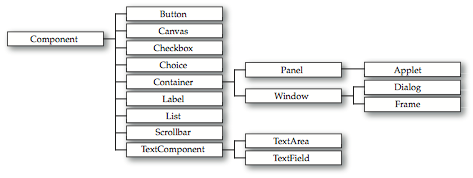 Component
Button
Canvas
Checkbox
Choice
Container
Label
List
Scrollbar
TextComponent
Panel
Window
Applet
Dialog
Frame
TextArea
TextField